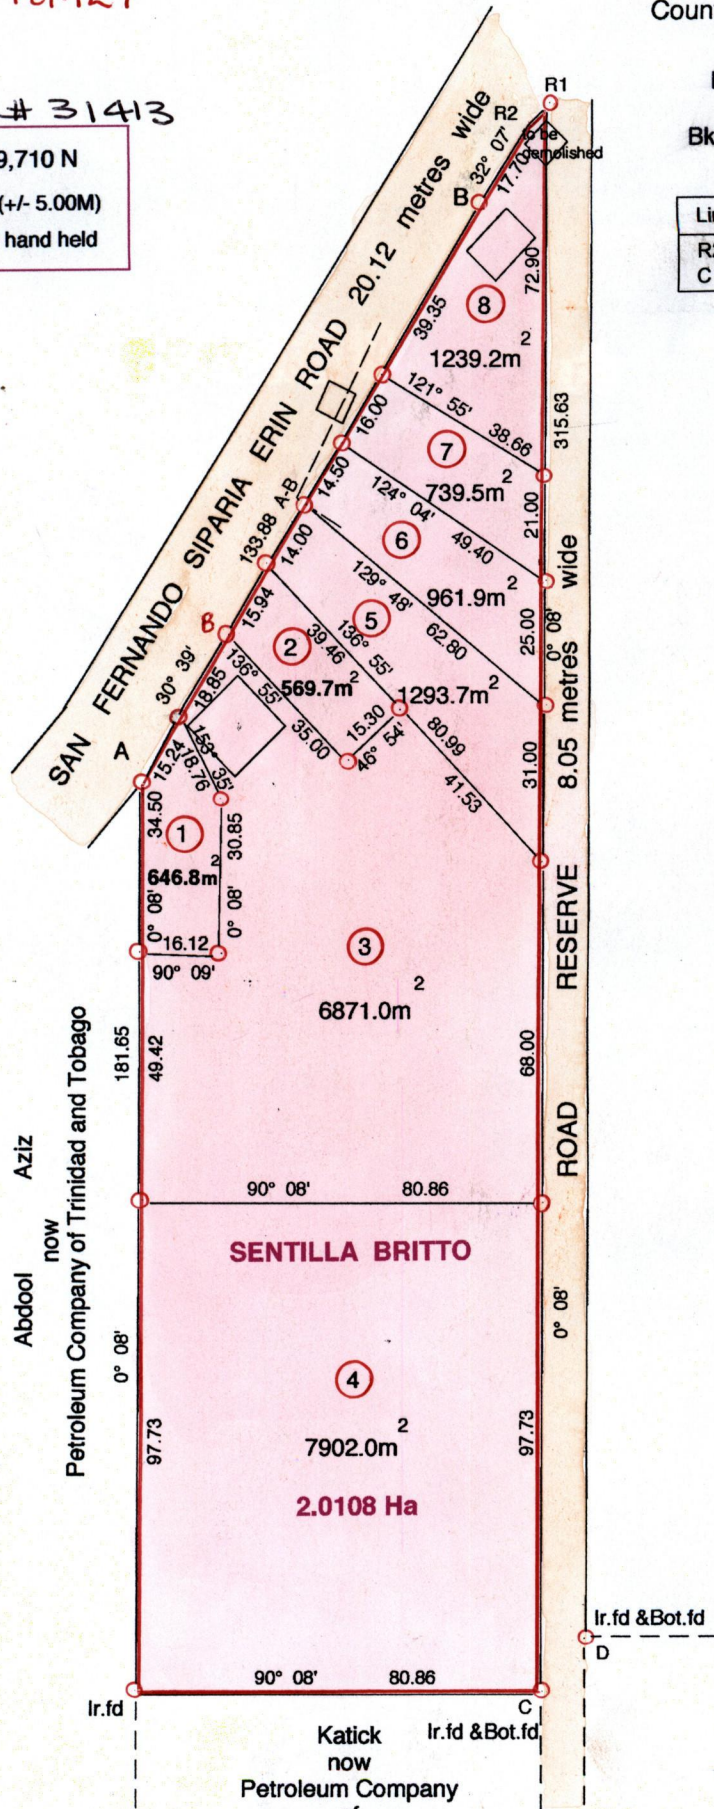 # 31413
9,710 N
(+/- 5.00M)
hand held
Coun
Bk
R1
R2
to be
demolished
32° 07'
17.70
B
SAN FERNANDO SIPARIA ERIN ROAD 20.12 metres wide
39.35
72.90
8
1239.2m2
121° 55'
38.66
315.63
16.00
7
739.5m2
21.00
14.50
124° 04'
49.40
133.88 A-B
6
961.9m2
14.00
129° 48'
62.80
25.00
0° 08'
5
1293.7m2
15.94
B
2
569.7m2
39.46
136° 55'
80.99
41.53
31.00
30° 39'
18.85
136° 55'
35.00
15.30
46° 54'
A
15.24
153° 35'
18.76
34.50
1
646.8m2
30.85
0° 08'
0° 08'
16.12
90° 09'
3
6871.0m2
ROAD RESERVE 8.05 metres wide
181.65
49.42
68.00
Abdool Aziz
now
Petroleum Company of Trinidad and Tobago
90° 08'
80.86
SENTILLA BRITTO
0° 08'
0° 08'
4
7902.0m2
97.73
97.73
2.0108 Ha
Ir.fd &Bot.fd
D
90° 08'
80.86
Ir.fd
C
Ir.fd &Bot.fd
Katick
now
Petroleum Company